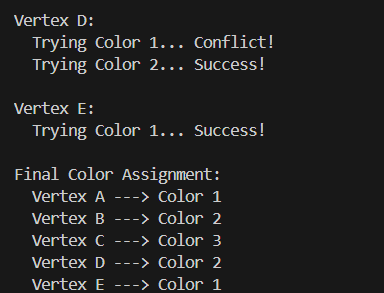 Vertex D:
  Trying Color 1... Conflict!
  Trying Color 2... Success!

Vertex E:
  Trying Color 1... Success!

Final Color Assignment:
  Vertex A ---> Color 1
  Vertex B ---> Color 2
  Vertex C ---> Color 3
  Vertex D ---> Color 2
  Vertex E ---> Color 1